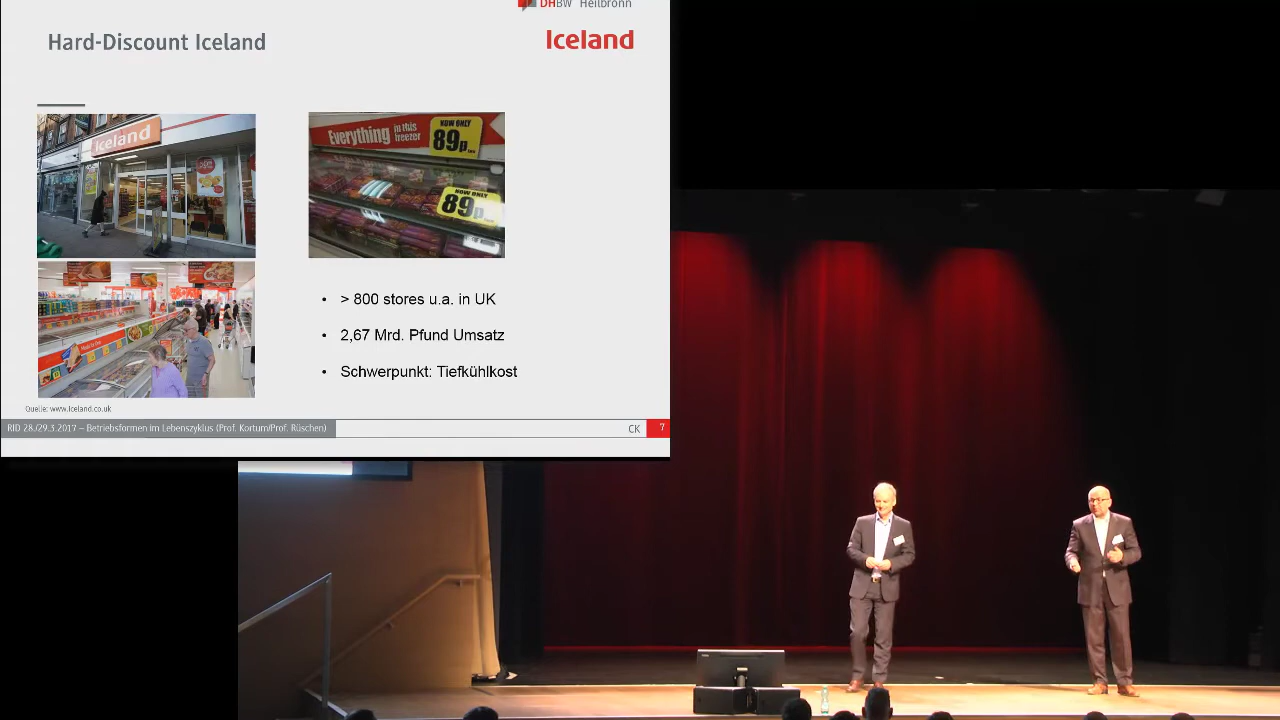 DHBW Heilbronn
Hard-Discount Iceland
Iceland
Iceland
Everything in this freezer
NOW ONLY
89p
NOW ONLY
89p
• > 800 stores u.a. in UK
• 2,67 Mrd. Pfund Umsatz
• Schwerpunkt: Tiefkühlkost
Quelle: www.iceland.co.uk
RID 28./29.3.2017 – Betriebsformen im Lebenszyklus (Prof. Kortum/Prof. Rüschen)
CK
7